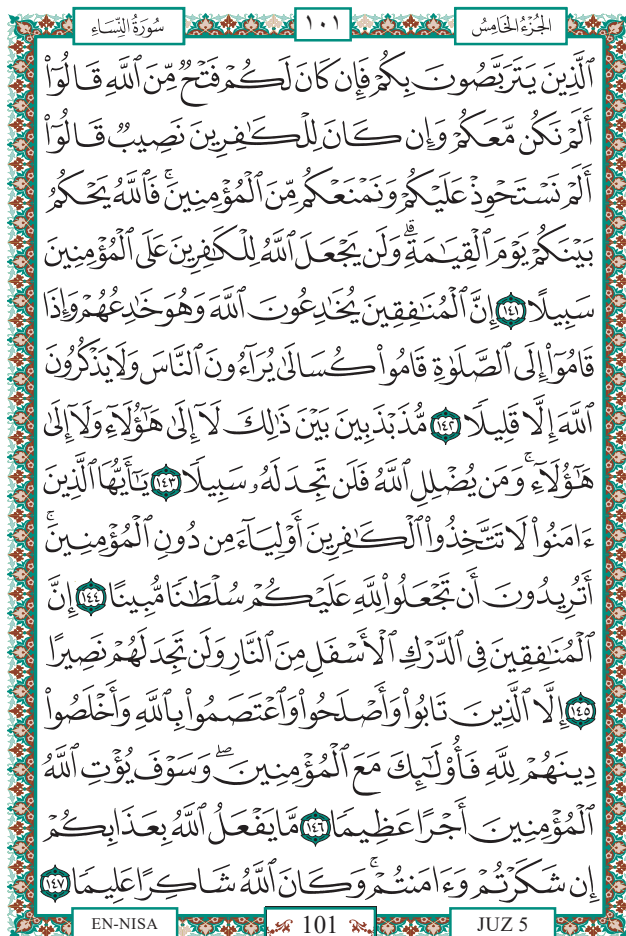 سُورَةُ النِّسَاءِ
١٠١
الجُزْءُ الخَامِسُ
ٱلَّذِينَ يَتَرَبَّصُونَ بِكُمْ فَإِن كَانَ لَكُمْ فَتْحٌ مِّنَ ٱللَّهِ قَالُوٓا۟
أَلَمْ نَكُن مَّعَكُمْ وَإِن كَانَ لِلْكَٰفِرِينَ نَصِيبٌ قَالُوٓا۟
أَلَمْ نَسْتَحْوِذْ عَلَيْكُمْ وَنَمْنَعْكُم مِّنَ ٱلْمُؤْمِنِينَ ۚ فَٱللَّهُ يَحْكُمُ
بَيْنَكُمْ يَوْمَ ٱلْقِيَٰمَةِ ۗ وَلَن يَجْعَلَ ٱللَّهُ لِلْكَٰفِرِينَ عَلَى ٱلْمُؤْمِنِينَ
سَبِيلًا ١٤١ إِنَّ ٱلْمُنَٰفِقِينَ يُخَٰدِعُونَ ٱللَّهَ وَهُوَ خَٰدِعُهُمْ وَإِذَا
قَامُوٓا۟ إِلَى ٱلصَّلَوٰةِ قَامُوا۟ كُسَالَىٰ يُرَآءُونَ ٱلنَّاسَ وَلَا يَذْكُرُونَ
ٱللَّهَ إِلَّا قَلِيلًا ١٤٢ مُّذَبْذَبِينَ بَيْنَ ذَٰلِكَ لَآ إِلَىٰ هَٰٓؤُلَآءِ وَلَآ إِلَىٰ
هَٰٓؤُلَآءِ ۚ وَمَن يُضْلِلِ ٱللَّهُ فَلَن تَجِدَ لَهُۥ سَبِيلًا ١٤٣ يَٰٓأَيُّهَا ٱلَّذِينَ
ءَامَنُوا۟ لَا تَتَّخِذُوا۟ ٱلْكَٰفِرِينَ أَوْلِيَآءَ مِن دُونِ ٱلْمُؤْمِنِينَ ۚ
أَتُرِيدُونَ أَن تَجْعَلُوا۟ لِلَّهِ عَلَيْكُمْ سُلْطَٰنًا مُّبِينًا ١٤٤ إِنَّ
ٱلْمُنَٰفِقِينَ فِى ٱلدَّرْكِ ٱلْأَسْفَلِ مِنَ ٱلنَّارِ وَلَن تَجِدَ لَهُمْ نَصِيرًا
١٤٥ إِلَّا ٱلَّذِينَ تَابُوا۟ وَأَصْلَحُوا۟ وَٱعْتَصَمُوا۟ بِٱللَّهِ وَأَخْلَصُوا۟
دِينَهُمْ لِلَّهِ فَأُو۟لَٰٓئِكَ مَعَ ٱلْمُؤْمِنِينَ ۖ وَسَوْفَ يُؤْتِ ٱللَّهُ
ٱلْمُؤْمِنِينَ أَجْرًا عَظِيمًا ١٤٦ مَّا يَفْعَلُ ٱللَّهُ بِعَذَابِكُمْ
إِن شَكَرْتُمْ وَءَامَنتُمْ ۚ وَكَانَ ٱللَّهُ شَاكِرًا عَلِيمًا ١٤٧
EN-NISA
101
JUZ 5